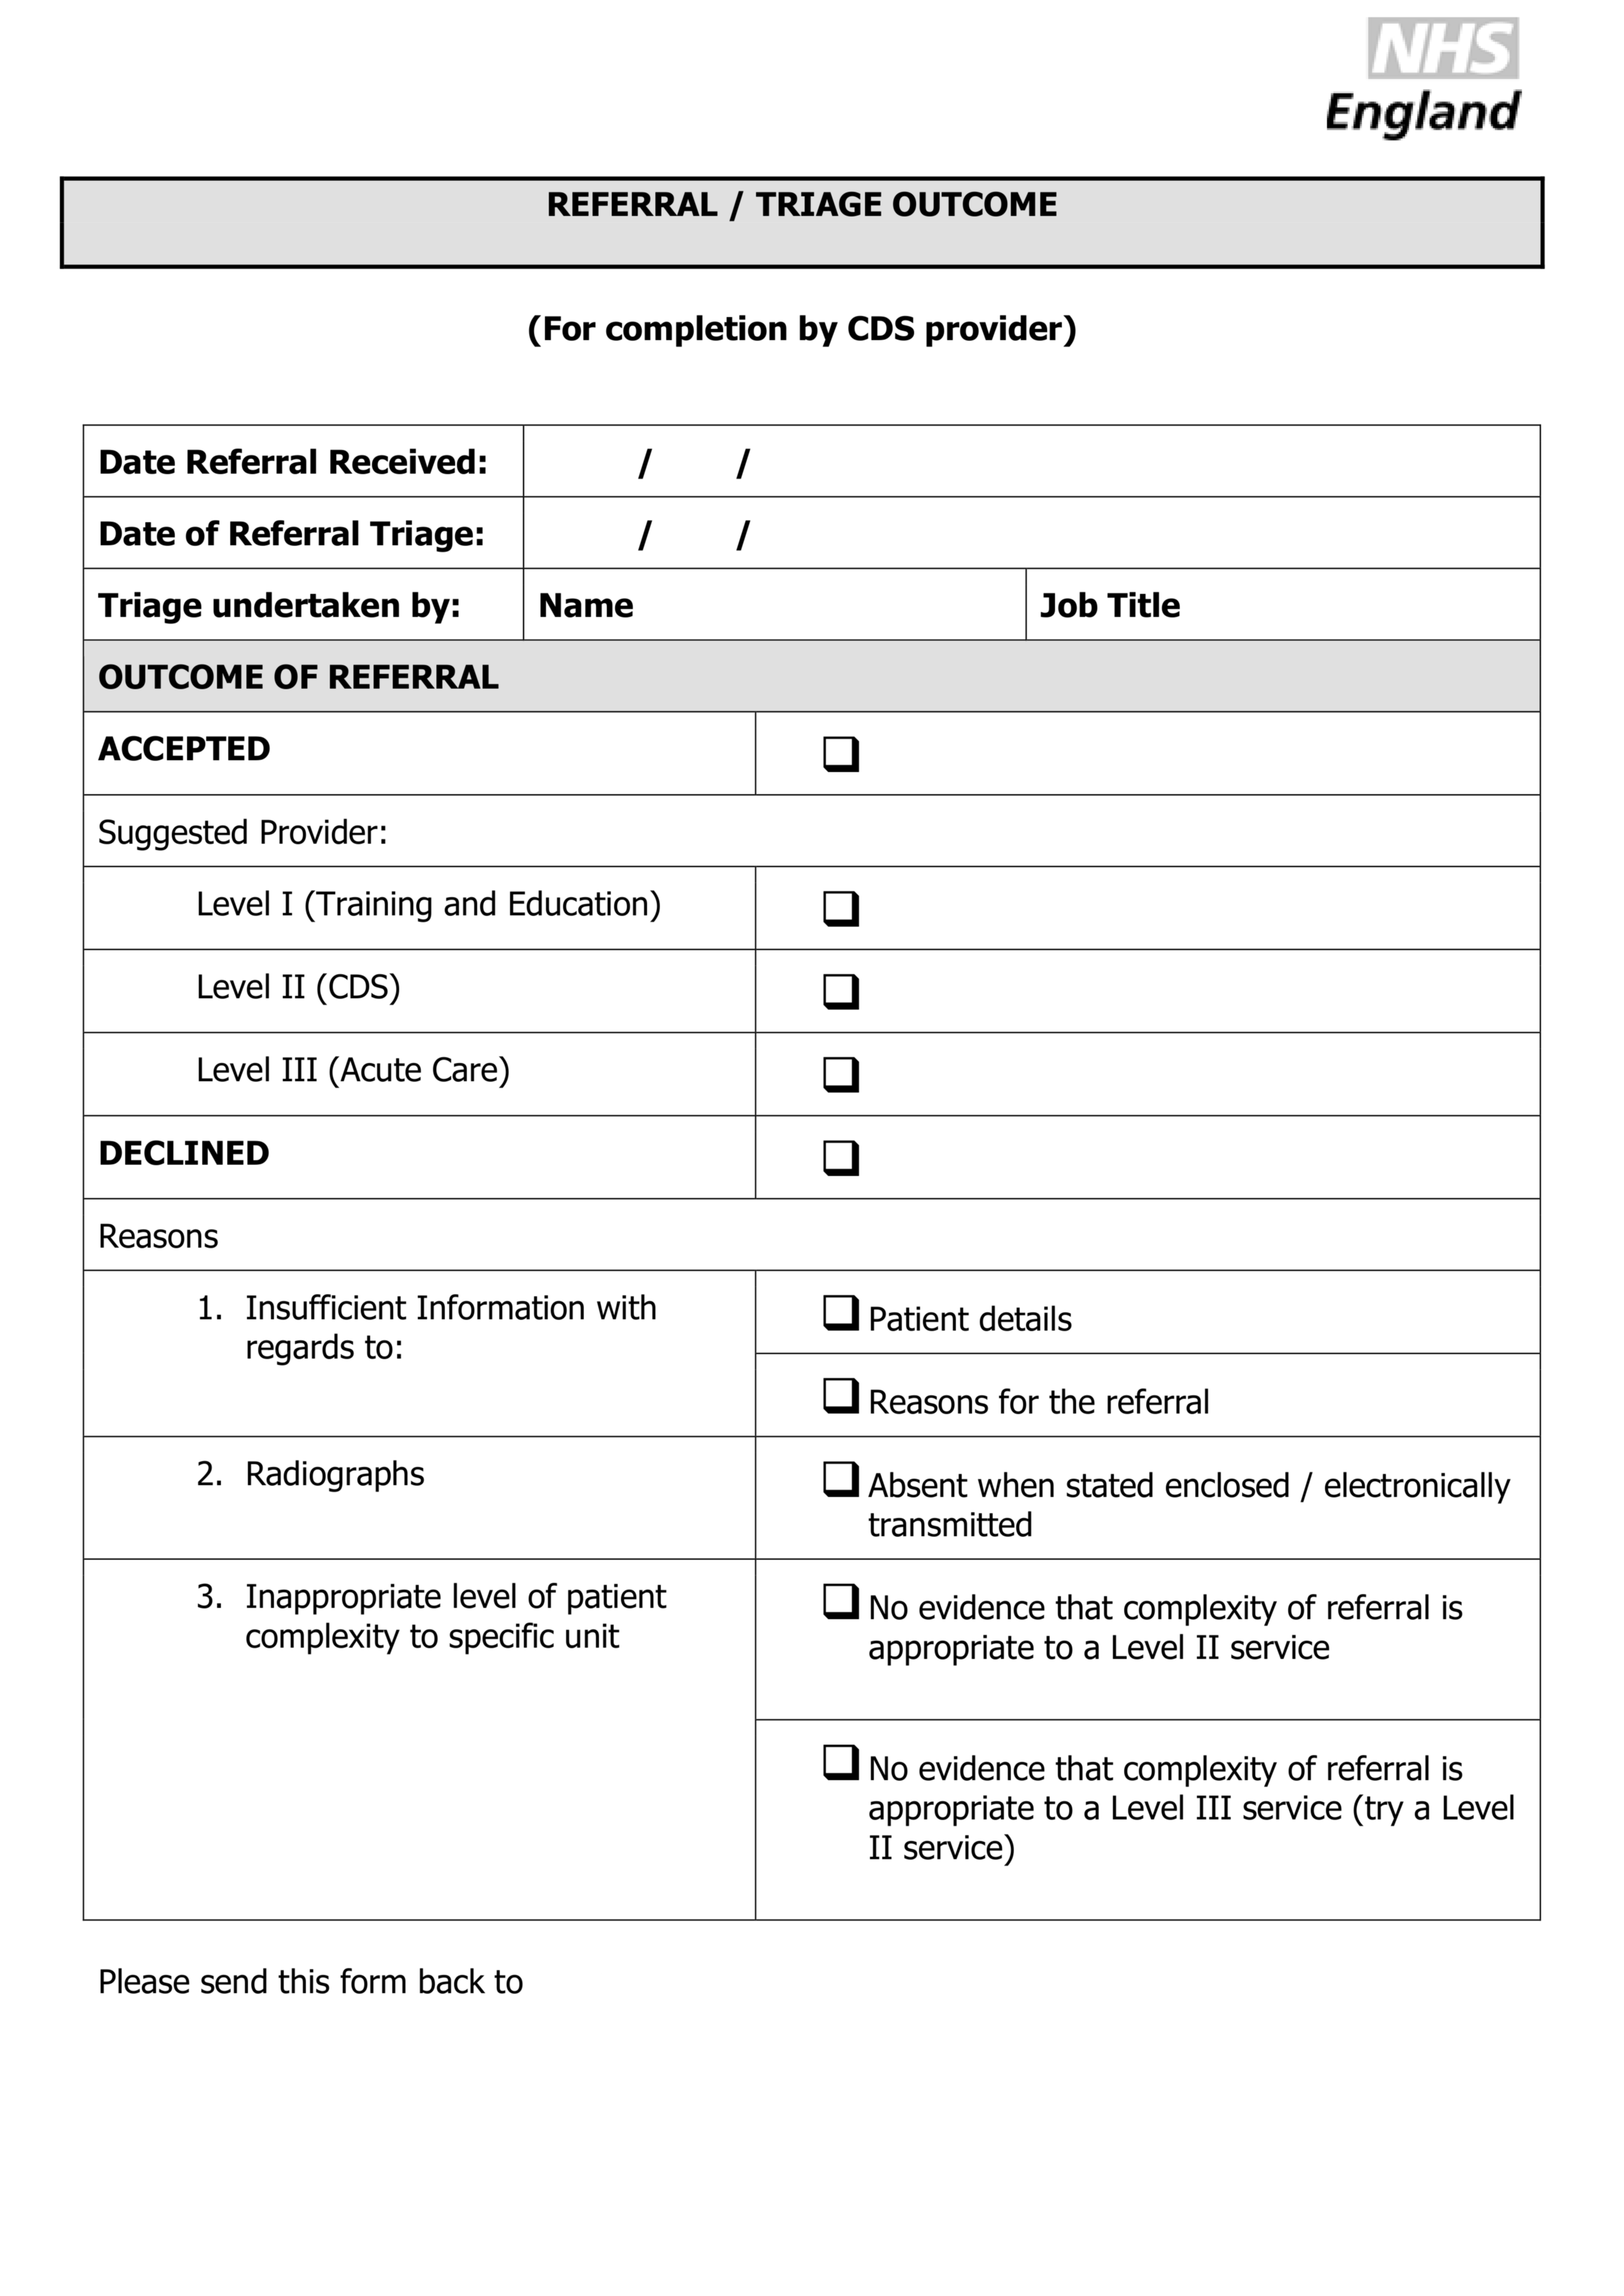 NHS
England
REFERRAL / TRIAGE OUTCOME
(For completion by CDS provider)
Date Referral Received: / /
Date of Referral Triage: / /
Triage undertaken by: Name Job Title
OUTCOME OF REFERRAL
ACCEPTED ❑
Suggested Provider:
Level I (Training and Education) ❑
Level II (CDS) ❑
Level III (Acute Care) ❑
DECLINED ❑
Reasons
1. Insufficient Information with
regards to:
❑ Patient details
❑ Reasons for the referral
2. Radiographs
❑ Absent when stated enclosed / electronically
transmitted
3. Inappropriate level of patient
complexity to specific unit
❑ No evidence that complexity of referral is
appropriate to a Level II service
❑ No evidence that complexity of referral is
appropriate to a Level III service (try a Level
II service)
Please send this form back to